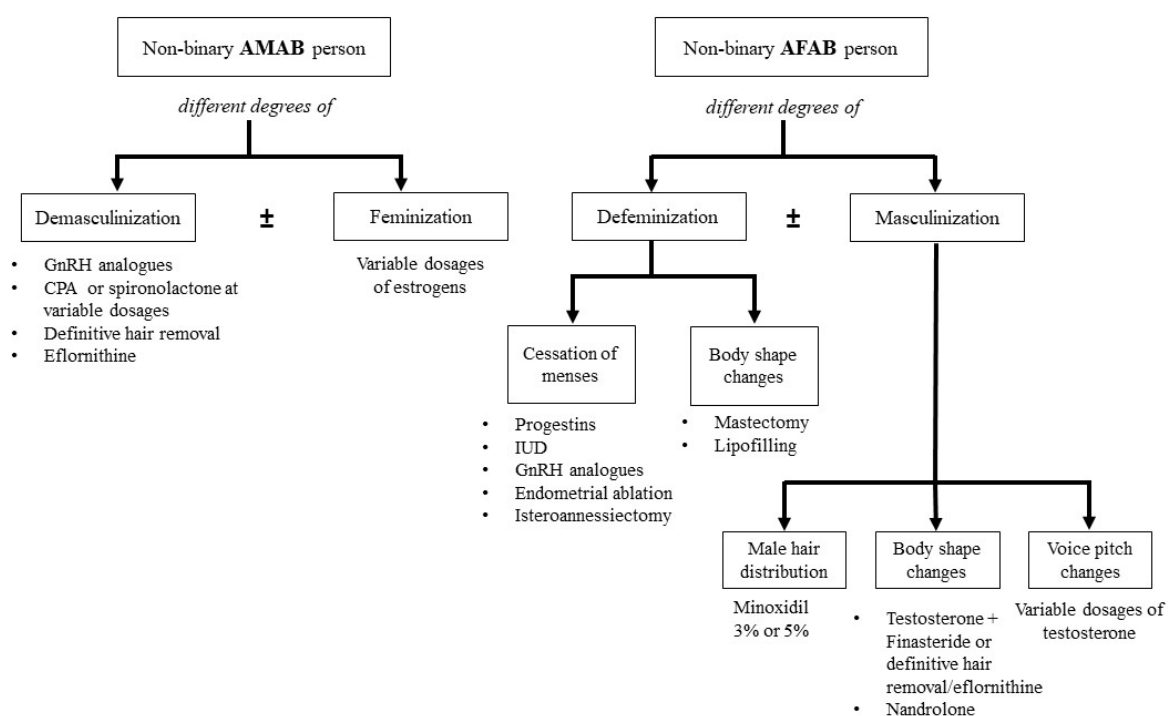 Non-binary AMAB person
different degrees of
Demasculinization
±
Feminization
• GnRH analogues
• CPA or spironolactone at
variable dosages
• Definitive hair removal
• Eflornithine
Variable dosages
of estrogens
Non-binary AFAB person
different degrees of
Defeminization
±
Masculinization
Cessation of
menses
• Progestins
• IUD
• GnRH analogues
• Endometrial ablation
• Isteroannessiectomy
Body shape
changes
• Mastectomy
• Lipofilling
Male hair
distribution
Minoxidil
3% or 5%
Body shape
changes
• Testosterone +
Finasteride or
definitive hair
removal/eflornithine
• Nandrolone
Voice pitch
changes
Variable dosages of
testosterone